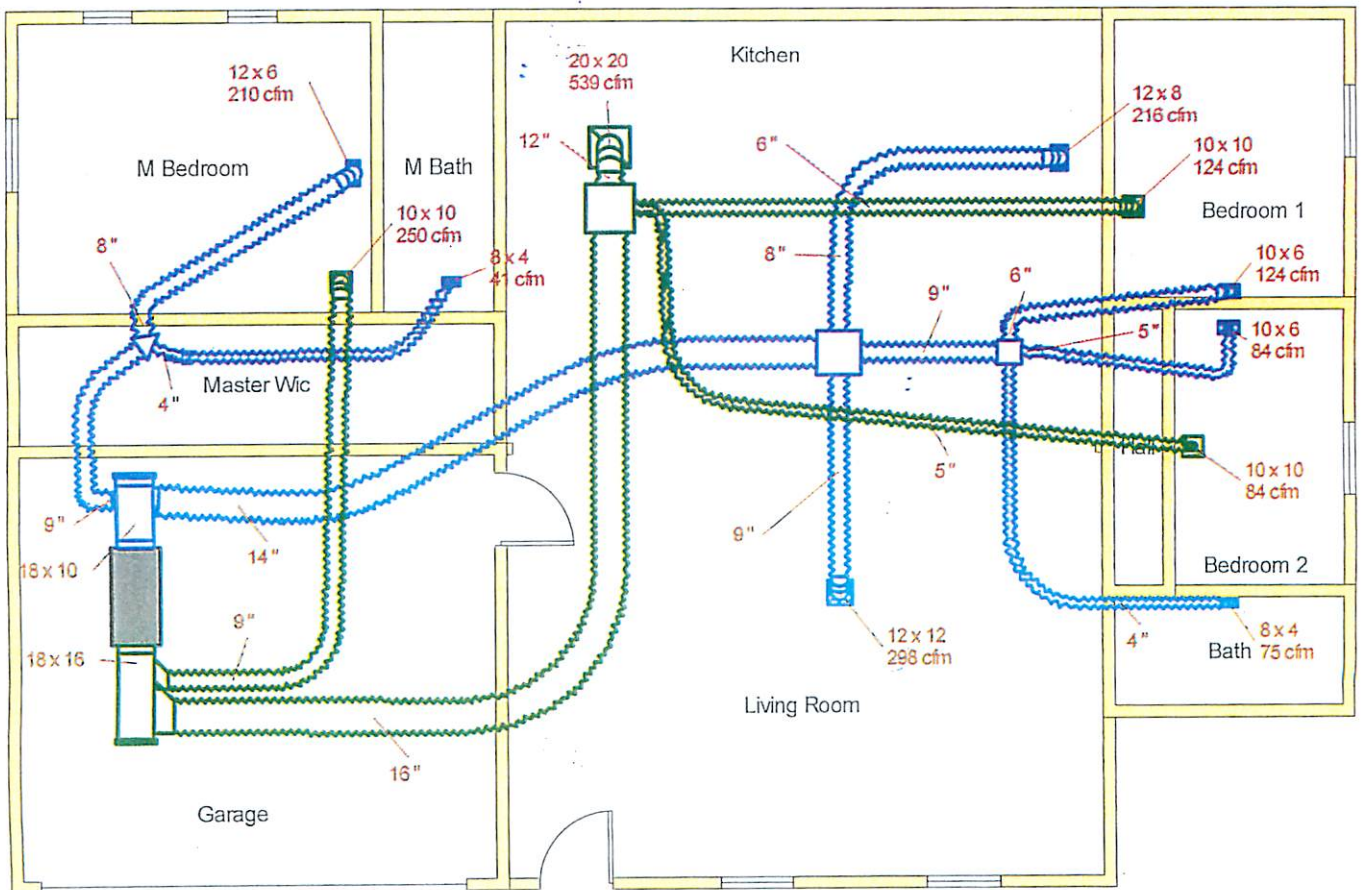 Kitchen
20 x 20
539 cfm
12 x 6
210 cfm
12 x 8
216 cfm
12"
6"
10 x 10
124 cfm
M Bedroom
M Bath
Bedroom 1
10 x 10
250 cfm
8"
8"
8 x 4
41 cfm
10 x 6
124 cfm
6"
9"
5"
10 x 6
84 cfm
Master Wic
4"
5"
10 x 10
84 cfm
9"
14"
9"
18 x 10
Bedroom 2
9"
12 x 12
298 cfm
4"
8 x 4
75 cfm
Bath
18 x 16
Living Room
16"
Garage